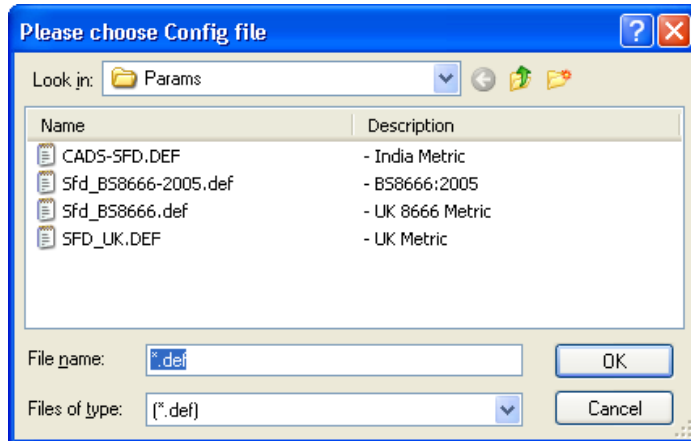 Please choose Config file
Look in: Params
Name Description
CADS-SFD.DEF - India Metric
Sfd_BS8666-2005.def - BS8666:2005
Sfd_BS8666.def - UK 8666 Metric
SFD_UK.DEF - UK Metric
File name: *.def OK
Files of type: (*.def) Cancel